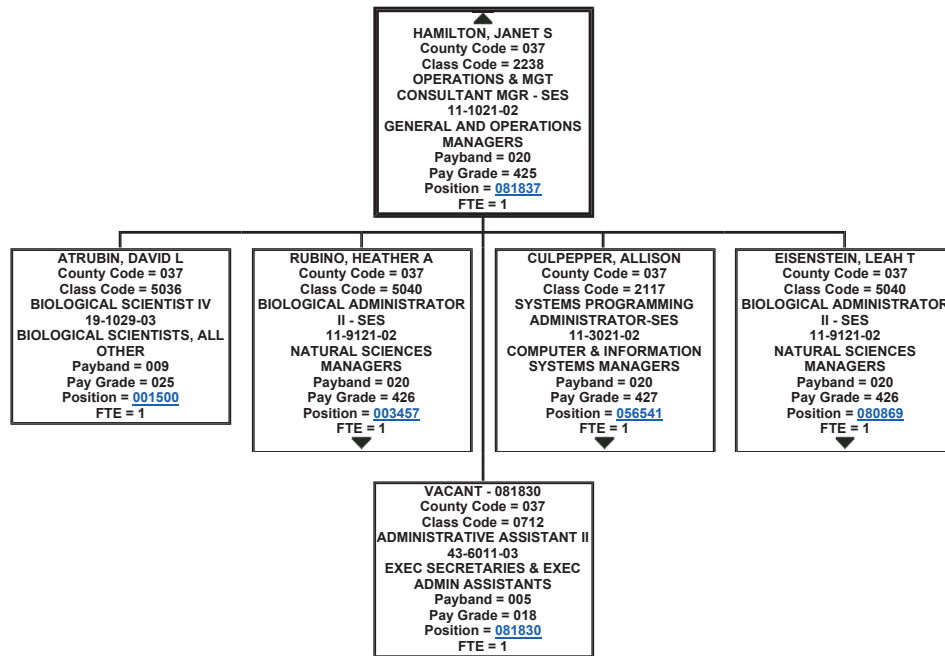 HAMILTON, JANET S
County Code = 037
Class Code = 2238
OPERATIONS & MGT
CONSULTANT MGR - SES
11-1021-02
GENERAL AND OPERATIONS
MANAGERS
Payband = 020
Pay Grade = 425
Position = 081837
FTE = 1
ATRUBIN, DAVID L
County Code = 037
Class Code = 5036
BIOLOGICAL SCIENTIST IV
19-1029-03
BIOLOGICAL SCIENTISTS, ALL
OTHER
Payband = 009
Pay Grade = 025
Position = 001500
FTE = 1
RUBINO, HEATHER A
County Code = 037
Class Code = 5040
BIOLOGICAL ADMINISTRATOR
II - SES
11-9121-02
NATURAL SCIENCES
MANAGERS
Payband = 020
Pay Grade = 426
Position = 003457
FTE = 1
CULPEPPER, ALLISON
County Code = 037
Class Code = 2117
SYSTEMS PROGRAMMING
ADMINISTRATOR-SES
11-3021-02
COMPUTER & INFORMATION
SYSTEMS MANAGERS
Payband = 020
Pay Grade = 427
Position = 056541
FTE = 1
EISENSTEIN, LEAH T
County Code = 037
Class Code = 5040
BIOLOGICAL ADMINISTRATOR
II - SES
11-9121-02
NATURAL SCIENCES
MANAGERS
Payband = 020
Pay Grade = 426
Position = 080869
FTE = 1
VACANT - 081830
County Code = 037
Class Code = 0712
ADMINISTRATIVE ASSISTANT II
43-6011-03
EXEC SECRETARIES & EXEC
ADMIN ASSISTANTS
Payband = 005
Pay Grade = 018
Position = 081830
FTE = 1